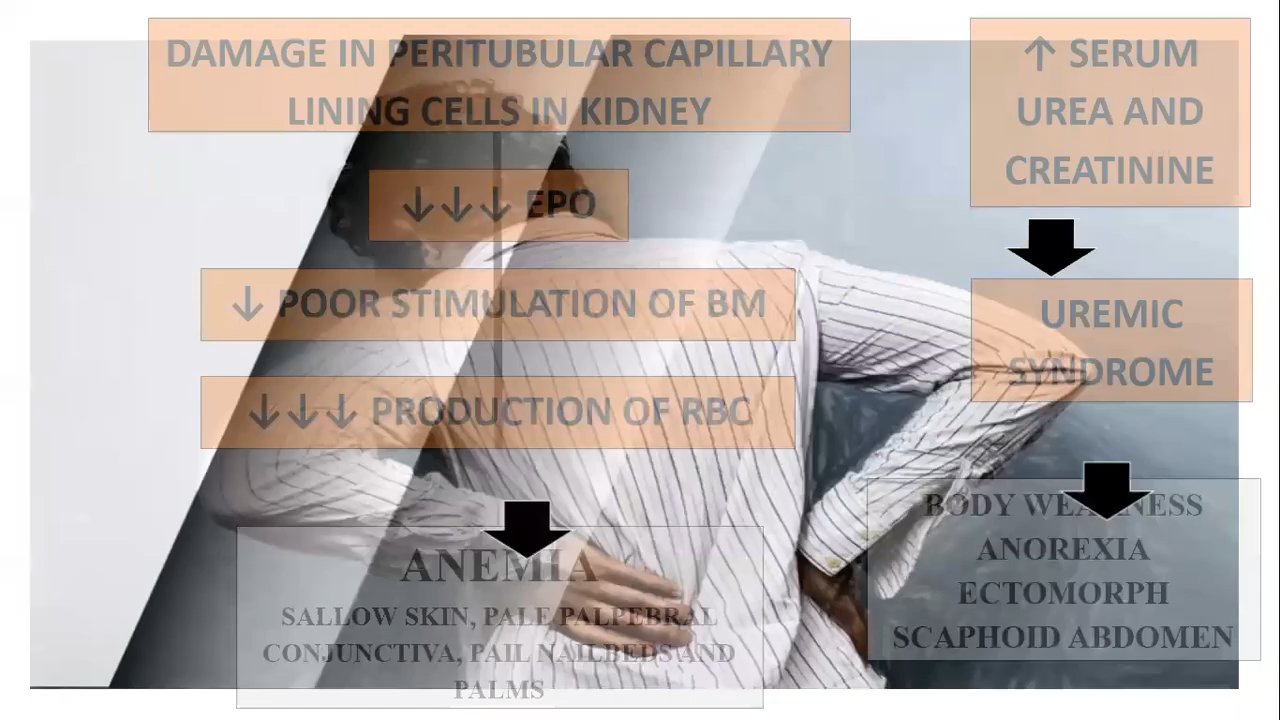 DAMAGE IN PERITUBULAR CAPILLARY
LINING CELLS IN KIDNEY
↓↓↓ EPO
↓ POOR STIMULATION OF BM
↓↓↓ PRODUCTION OF RBC
ANEMIA
SALLOW SKIN, PALE PALPEBRAL
CONJUNCTIVA, PAIL NAILBEDS AND
PALMS
↑ SERUM
UREA AND
CREATININE
UREMIC
SYNDROME
BODY WEAKNESS
ANOREXIA
ECTOMORPH
SCAPHOID ABDOMEN